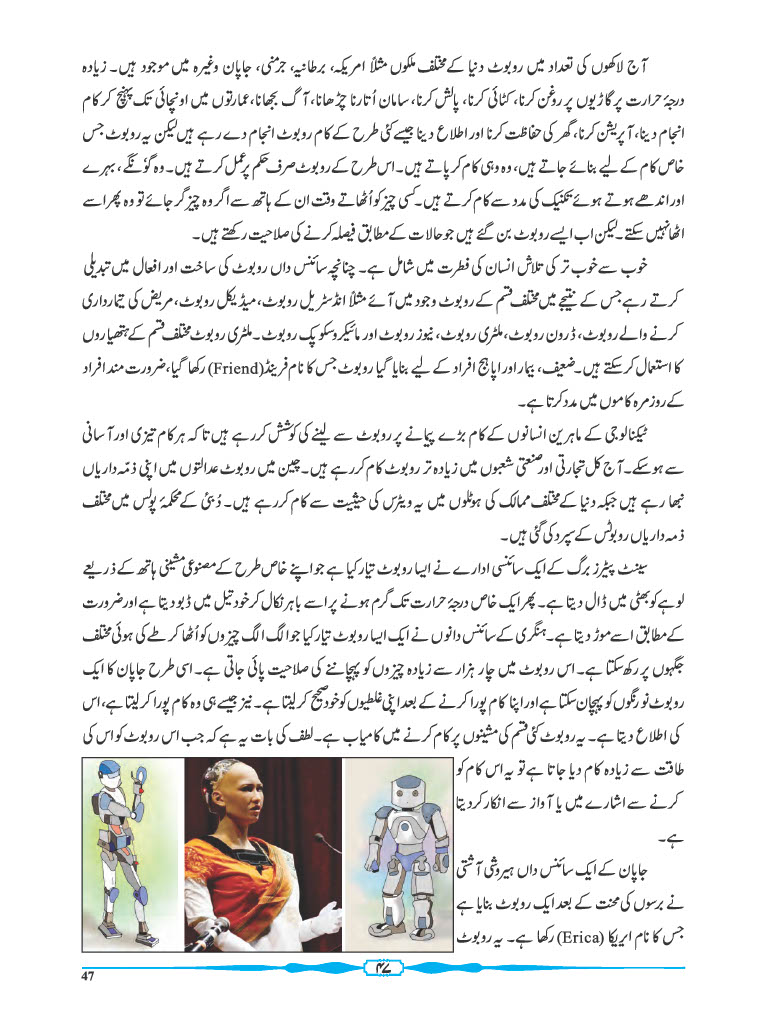 آج لاکھوں کی تعداد میں روبوٹ دنیا کے مختلف ملکوں مثلاً امریکہ، برطانیہ، جرمنی، جاپان وغیرہ میں موجود ہیں۔ زیادہ
درجۂ حرارت پر گاڑیوں پر روغن کرنا، کٹائی کرنا، پالش کرنا، سامان اُتارنا چڑھانا، آگ بجھانا، عمارتوں میں اونچائی تک پہنچ کر کام
انجام دینا، آپریشن کرنا، گھر کی حفاظت کرنا اور اطلاع دینا جیسے کئی طرح کے کام روبوٹ انجام دے رہے ہیں لیکن یہ روبوٹ جس
خاص کام کے لیے بنائے جاتے ہیں، وہ وہی کام کر پاتے ہیں۔ اس طرح کے روبوٹ صرف حکم پر عمل کرتے ہیں۔ وہ گونگے، بہرے
اور اندھے ہوتے ہوئے تکنیک کی مدد سے کام کرتے ہیں۔ کسی چیز کو اُٹھاتے وقت ان کے ہاتھ سے اگر وہ چیز گر جائے تو وہ پھر اسے
اٹھا نہیں سکتے۔ لیکن اب ایسے روبوٹ بن گئے ہیں جو حالات کے مطابق فیصلہ کرنے کی صلاحیت رکھتے ہیں۔
خوب سے خوب تر کی تلاش انسان کی فطرت میں شامل ہے۔ چنانچہ سائنس داں روبوٹ کی ساخت اور افعال میں تبدیلی
کرتے رہے جس کے نتیجے میں مختلف قسم کے روبوٹ وجود میں آئے مثلاً انڈسٹریل روبوٹ، میڈیکل روبوٹ، مریض کی تیمارداری
کرنے والے روبوٹ، ڈرون روبوٹ، ملٹری روبوٹ، نیوز روبوٹ اور مائیکروسکوپک روبوٹ۔ ملٹری روبوٹ مختلف قسم کے ہتھیاروں
کا استعمال کر سکتے ہیں۔ ضعیف، بیمار اور اپاہج افراد کے لیے بنایا گیا روبوٹ جس کا نام فرینڈ (Friend) رکھا گیا، ضرورت مند افراد
کے روزمرہ کاموں میں مدد کرتا ہے۔
ٹیکنالوجی کے ماہرین انسانوں کے کام بڑے پیمانے پر روبوٹ سے لینے کی کوشش کر رہے ہیں تاکہ ہر کام تیزی اور آسانی
سے ہو سکے۔ آج کل تجارتی اور صنعتی شعبوں میں زیادہ تر روبوٹ کام کر رہے ہیں۔ چین میں روبوٹ عدالتوں میں اپنی ذمّہ داریاں
نبھا رہے ہیں جبکہ دنیا کے مختلف ممالک کی ہوٹلوں میں یہ ویٹرس کی حیثیت سے کام کر رہے ہیں۔ دُبئی کے محکمۂ پولس میں مختلف
ذمہ داریاں روبوٹس کے سپرد کی گئی ہیں۔
سینٹ پیٹرز برگ کے ایک سائنسی ادارے نے ایسا روبوٹ تیار کیا ہے جو اپنے خاص طرح کے مصنوعی مشینی ہاتھ کے ذریعے
لوہے کو بھٹی میں ڈال دیتا ہے۔ پھر ایک خاص درجۂ حرارت تک گرم ہونے پر اسے باہر نکال کر خود تیل میں ڈبو دیتا ہے اور ضرورت
کے مطابق اسے موڑ دیتا ہے۔ ہنگری کے سائنس دانوں نے ایک ایسا روبوٹ تیار کیا جو الگ الگ چیزوں کو اُٹھا کر طے کی ہوئی مختلف
جگہوں پر رکھ سکتا ہے۔ اس روبوٹ میں چار ہزار سے زیادہ چیزوں کو پہچاننے کی صلاحیت پائی جاتی ہے۔ اسی طرح جاپان کا ایک
روبوٹ نو رنگوں کو پہچان سکتا ہے اور اپنا کام پورا کرنے کے بعد اپنی غلطیوں کو خود صحیح کر لیتا ہے۔ نیز جیسے ہی وہ کام پورا کر لیتا ہے، اس
کی اطلاع دیتا ہے۔ یہ روبوٹ کئی قسم کی مشینوں پر کام کرنے میں کامیاب ہے۔ لطف کی بات یہ ہے کہ جب اس روبوٹ کو اس کی
طاقت سے زیادہ کام دیا جاتا ہے تو یہ اس کام کو
کرنے سے اشارے میں یا آواز سے انکار کر دیتا
ہے۔
جاپان کے ایک سائنس داں ہیروشی آشتی
نے برسوں کی محنت کے بعد ایک روبوٹ بنایا ہے
جس کا نام ایریکا (Erica) رکھا ہے۔ یہ روبوٹ
۴۷
47